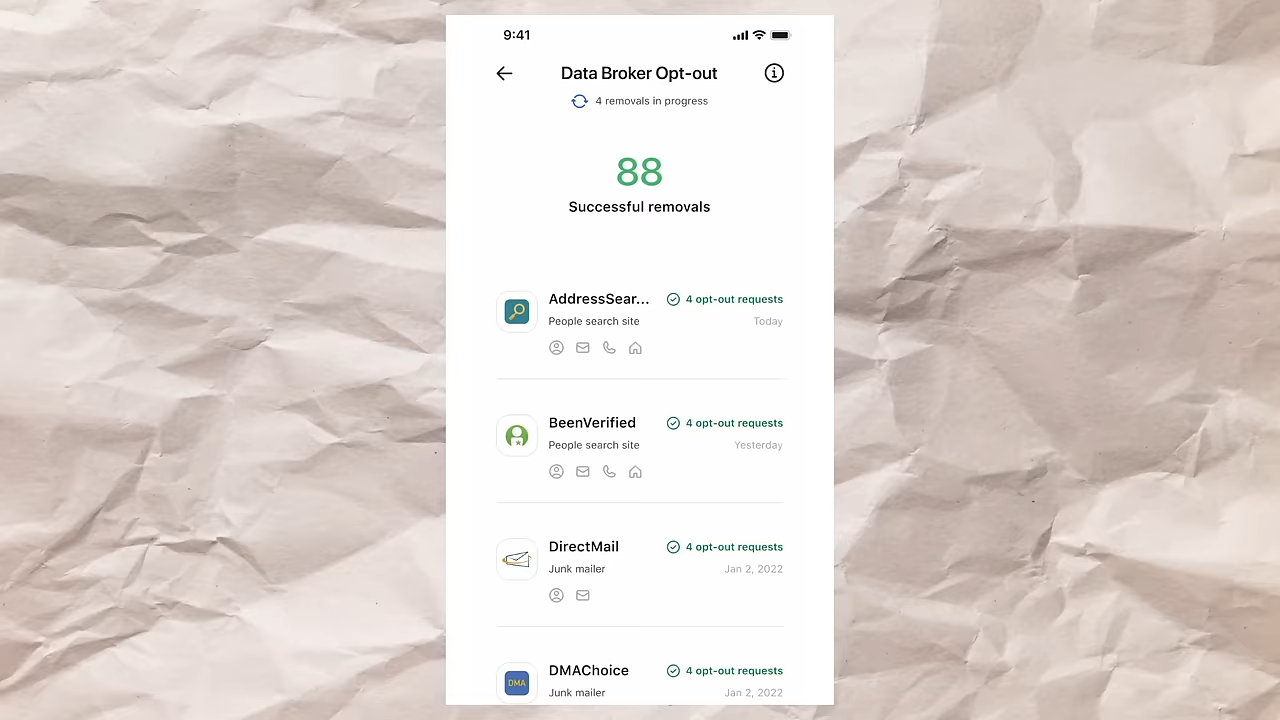 9:41
Data Broker Opt-out
4 removals in progress
88
Successful removals
AddressSear... 4 opt-out requests
People search site Today
BeenVerified 4 opt-out requests
People search site Yesterday
DirectMail 4 opt-out requests
Junk mailer Jan 2, 2022
DMA
DMAChoice 4 opt-out requests
Junk mailer Jan 2, 2022